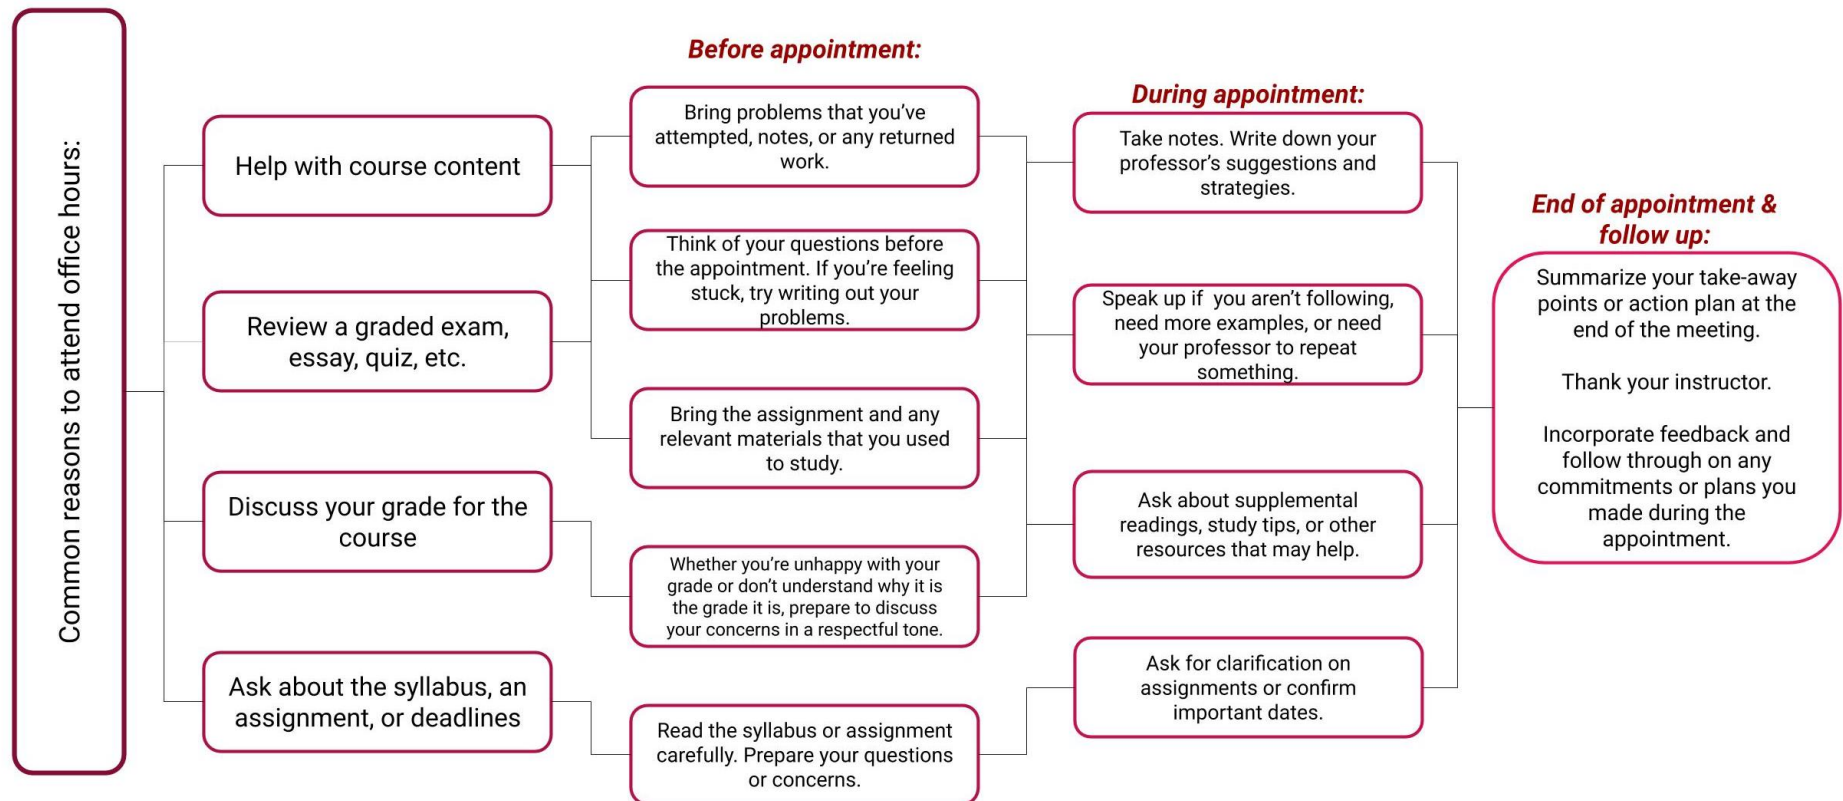 Common reasons to attend office hours:
Help with course content
Review a graded exam,
essay, quiz, etc.
Discuss your grade for the
course
Ask about the syllabus, an
assignment, or deadlines
Before appointment:
Bring problems that you’ve
attempted, notes, or any returned
work.
Think of your questions before
the appointment. If you’re feeling
stuck, try writing out your
problems.
Bring the assignment and any
relevant materials that you used
to study.
Whether you’re unhappy with your
grade or don’t understand why it is
the grade it is, prepare to discuss
your concerns in a respectful tone.
Read the syllabus or assignment
carefully. Prepare your questions
or concerns.
During appointment:
Take notes. Write down your
professor’s suggestions and
strategies.
Speak up if  you aren’t following,
need more examples, or need
your professor to repeat
something.
Ask about supplemental
readings, study tips, or other
resources that may help.
Ask for clarification on
assignments or confirm
important dates.
End of appointment &
follow up:
Summarize your take-away
points or action plan at the
end of the meeting.
Thank your instructor.
Incorporate feedback and
follow through on any
commitments or plans you
made during the
appointment.